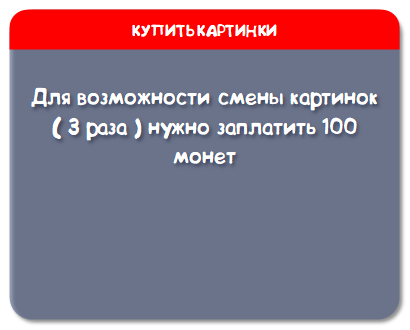 КУПИТЬ КАРТИНКИ
Для возможности смены картинок
( 3 раза ) нужно заплатить 100
монет